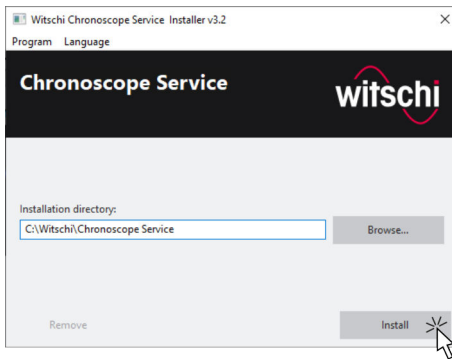 Witschi Chronoscope Service Installer v3.2
Program Language
Chronoscope Service
witschi
Installation directory:
C:\Witschi\Chronoscope Service
Browse...
Remove
Install